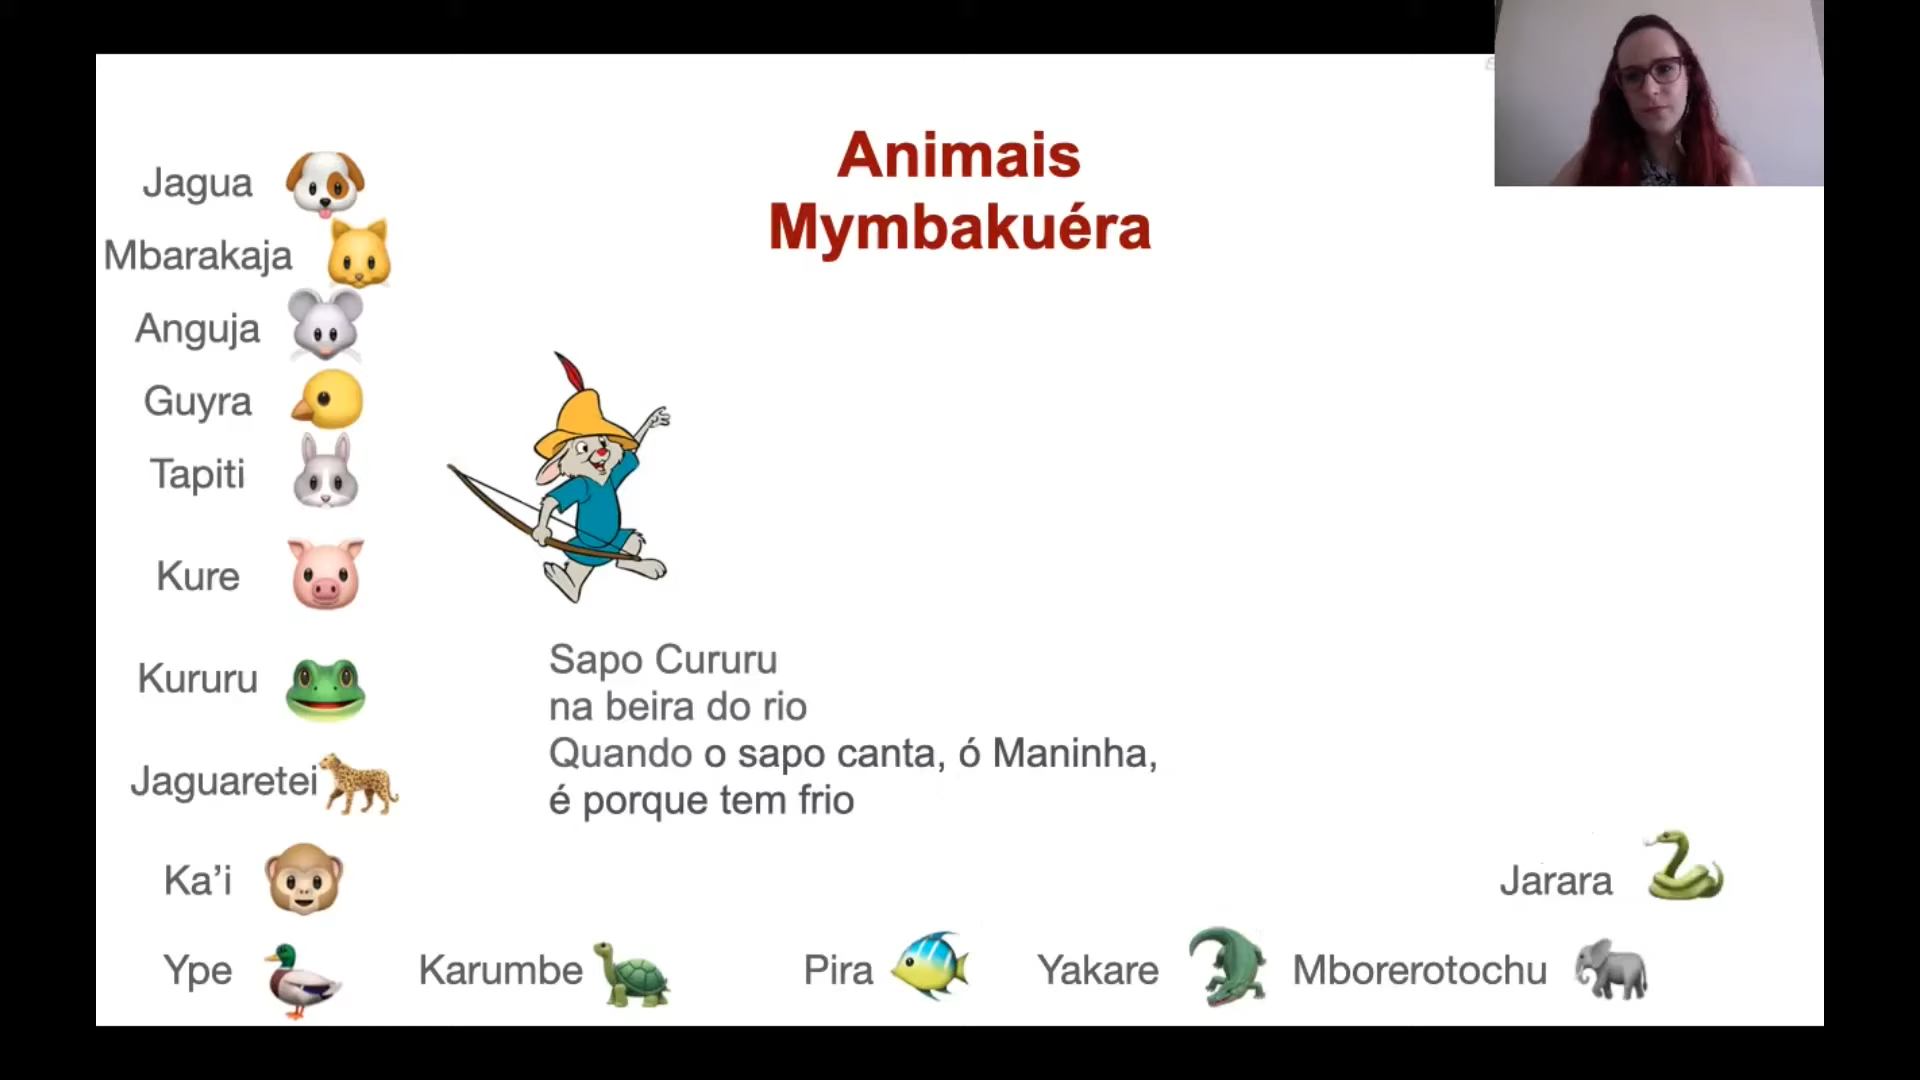 Animais
Mymbakuéra
Jagua
Mbarakaja
Anguja
Guyra
Tapiti
Kure
Kururu
Sapo Cururu
na beira do rio
Quando o sapo canta, ó Maninha,
é porque tem frio
Jaguaretei
Ka’i
Jarara
Ype
Karumbe
Pira
Yakare
Mborerotochu